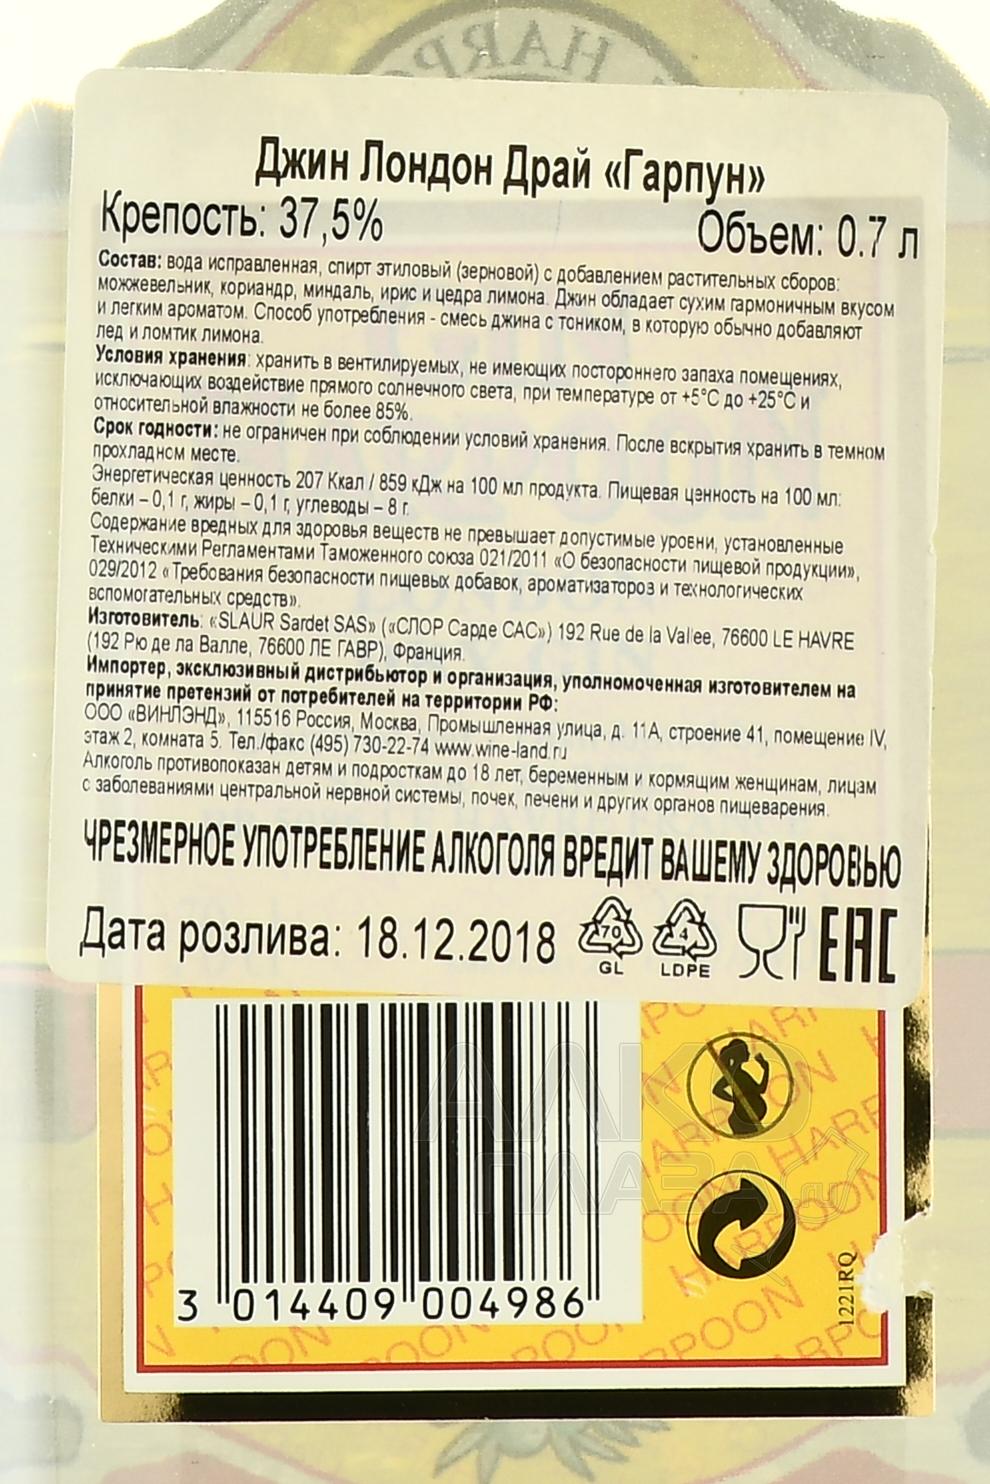 Джин Лондон Драй «Гарпун»
Крепость: 37,5% Объем: 0.7 л
Состав: вода исправленная, спирт этиловый (зерновой) с добавлением растительных сборов:
можжевельник, кориандр, миндаль, ирис и цедра лимона. Джин обладает сухим гармоничным вкусом
и легким ароматом. Способ употребления - смесь джина с тоником, в которую обычно добавляют
лед и ломтик лимона.
Условия хранения: хранить в вентилируемых, не имеющих постороннего запаха помещениях,
исключающих воздействие прямого солнечного света, при температуре от +5°С до +25°С и
относительной влажности не более 85%.
Срок годности: не ограничен при соблюдении условий хранения. После вскрытия хранить в темном
прохладном месте.
Энергетическая ценность 207 Ккал / 859 кДж на 100 мл продукта. Пищевая ценность на 100 мл:
белки – 0,1 г, жиры – 0,1 г, углеводы – 8 г.
Содержание вредных для здоровья веществ не превышает допустимые уровни, установленные
Техническими Регламентами Таможенного союза 021/2011 «О безопасности пищевой продукции»,
029/2012 «Требования безопасности пищевых добавок, ароматизаторов и технологических
вспомогательных средств».
Изготовитель: «SLAUR Sardet SAS» («СЛОР Сарде САС») 192 Rue de la Vallee, 76600 LE HAVRE
(192 Рю де ла Валле, 76600 ЛЕ ГАВР), Франция.
Импортер, эксклюзивный дистрибьютор и организация, уполномоченная изготовителем на
принятие претензий от потребителей на территории РФ:
ООО «ВИНЛЭНД», 115516 Россия, Москва, Промышленная улица, д. 11А, строение 41, помещение IV,
этаж 2, комната 5. Тел./факс (495) 730-22-74 www.wine-land.ru
Алкоголь противопоказан детям и подросткам до 18 лет, беременным и кормящим женщинам, лицам
с заболеваниями центральной нервной системы, почек, печени и других органов пищеварения.
ЧРЕЗМЕРНОЕ УПОТРЕБЛЕНИЕ АЛКОГОЛЯ ВРЕДИТ ВАШЕМУ ЗДОРОВЬЮ
Дата розлива: 18.12.2018 70 GL 4 LDPE EAC
HARPOON HARPOON
HARPOON
HARPOON
АЛКО
ПЛАЗА.ru
1221RQ
3 014409 004986